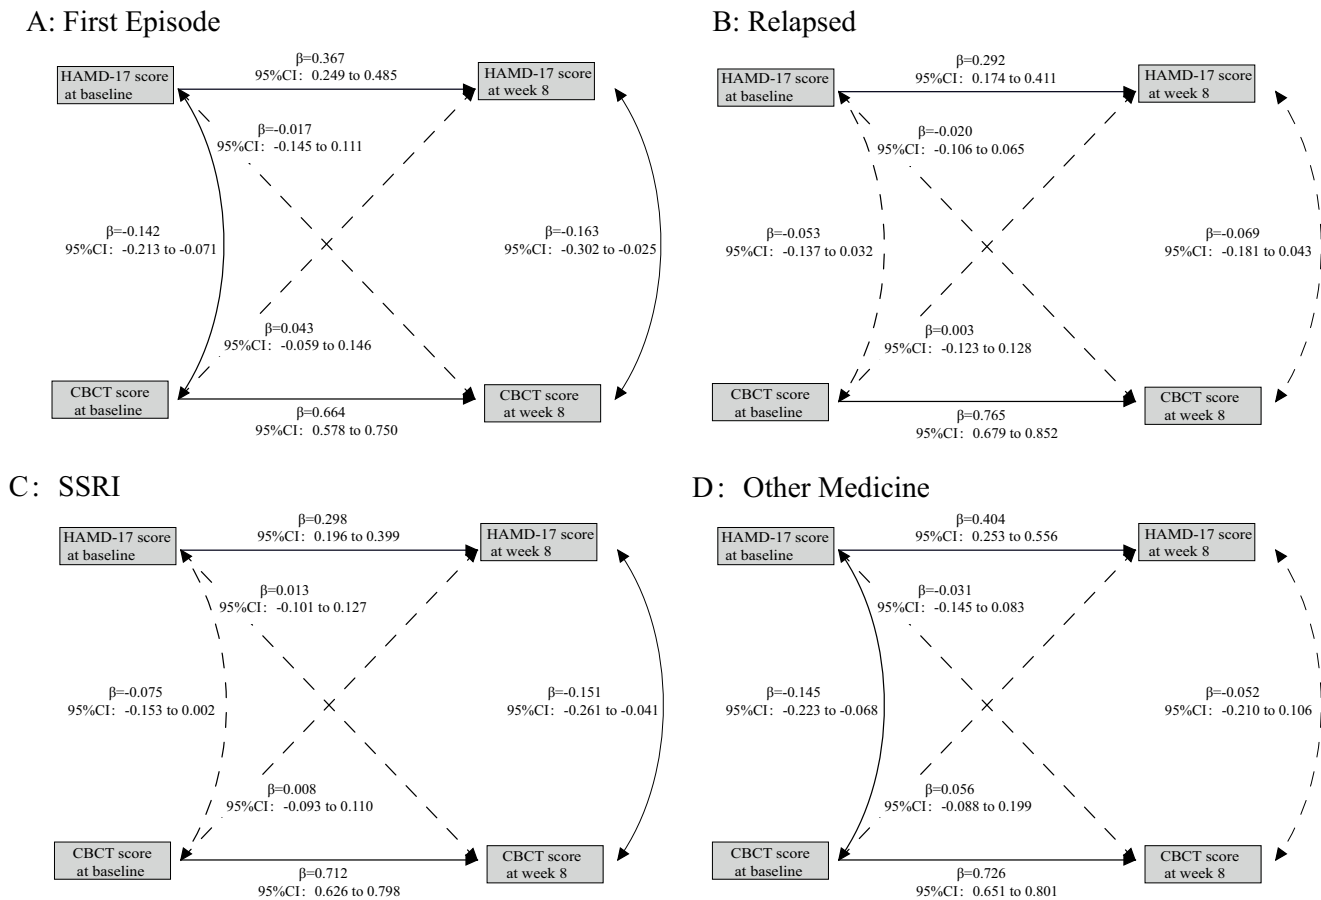 A: First Episode
β=0.367
95%CI: 0.249 to 0.485
HAMD-17 score
at baseline
HAMD-17 score
at week 8
β=-0.017
95%CI: -0.145 to 0.111
β=-0.142
95%CI: -0.213 to -0.071
β=-0.163
95%CI: -0.302 to -0.025
β=0.043
95%CI: -0.059 to 0.146
CBCT score
at baseline
CBCT score
at week 8
β=0.664
95%CI: 0.578 to 0.750
B: Relapsed
β=0.292
95%CI: 0.174 to 0.411
HAMD-17 score
at baseline
HAMD-17 score
at week 8
β=-0.020
95%CI: -0.106 to 0.065
β=-0.053
95%CI: -0.137 to 0.032
β=-0.069
95%CI: -0.181 to 0.043
β=0.003
95%CI: -0.123 to 0.128
CBCT score
at baseline
CBCT score
at week 8
β=0.765
95%CI: 0.679 to 0.852
C: SSRI
β=0.298
95%CI: 0.196 to 0.399
HAMD-17 score
at baseline
HAMD-17 score
at week 8
β=0.013
95%CI: -0.101 to 0.127
β=-0.075
95%CI: -0.153 to 0.002
β=-0.151
95%CI: -0.261 to -0.041
β=0.008
95%CI: -0.093 to 0.110
CBCT score
at baseline
CBCT score
at week 8
β=0.712
95%CI: 0.626 to 0.798
D: Other Medicine
β=0.404
95%CI: 0.253 to 0.556
HAMD-17 score
at baseline
HAMD-17 score
at week 8
β=-0.031
95%CI: -0.145 to 0.083
β=-0.145
95%CI: -0.223 to -0.068
β=-0.052
95%CI: -0.210 to 0.106
β=0.056
95%CI: -0.088 to 0.199
CBCT score
at baseline
CBCT score
at week 8
β=0.726
95%CI: 0.651 to 0.801